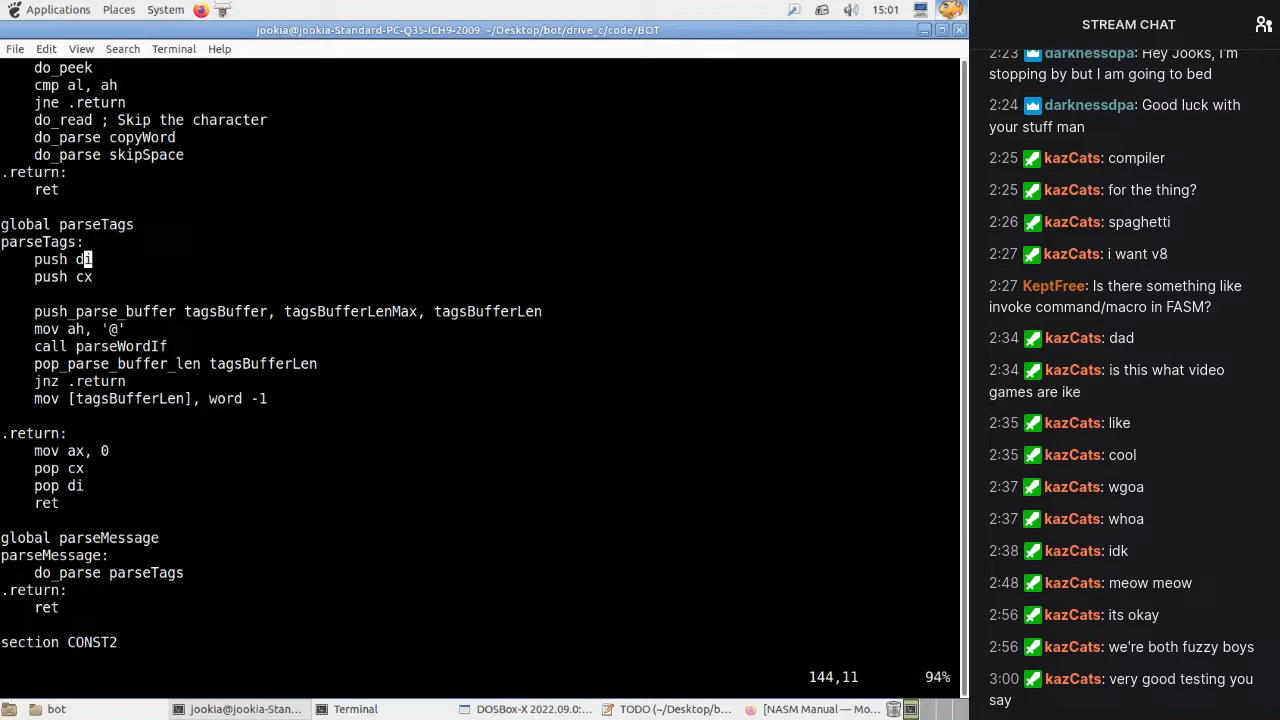 Applications Places System 15:01
jookia@jookia-Standard-PC-Q35-ICH9-2009: ~/Desktop/bot/drive_c/code/BOT
File Edit View Search Terminal Help
do_peek
cmp al, ah
jne .return
do_read ; Skip the character
do_parse copyWord
do_parse skipSpace
.return:
ret
global parseTags
parseTags:
push di
push cx
push_parse_buffer tagsBuffer, tagsBufferLenMax, tagsBufferLen
mov ah, '@'
call parseWordIf
pop_parse_buffer_len tagsBufferLen
jnz .return
mov [tagsBufferLen], word -1
.return:
mov ax, 0
pop cx
pop di
ret
global parseMessage
parseMessage:
do_parse parseTags
.return:
ret
section CONST2
144,11 94%
bot
jookia@jookia-Stan...
Terminal
DOSBox-X 2022.09.0:...
TODO (~/Desktop/b...
[NASM Manual — Mo...
STREAM CHAT
2:23 darknessdpa: Hey Jooks, I'm
stopping by but I am going to bed
2:24 darknessdpa: Good luck with
your stuff man
2:25 kazCats: compiler
2:25 kazCats: for the thing?
2:26 kazCats: spaghetti
2:27 kazCats: i want v8
2:27 KeptFree: Is there something like
invoke command/macro in FASM?
2:34 kazCats: dad
2:34 kazCats: is this what video
games are ike
2:35 kazCats: like
2:35 kazCats: cool
2:37 kazCats: wgoa
2:37 kazCats: whoa
2:38 kazCats: idk
2:48 kazCats: meow meow
2:56 kazCats: its okay
2:56 kazCats: we're both fuzzy boys
3:00 kazCats: very good testing you
say